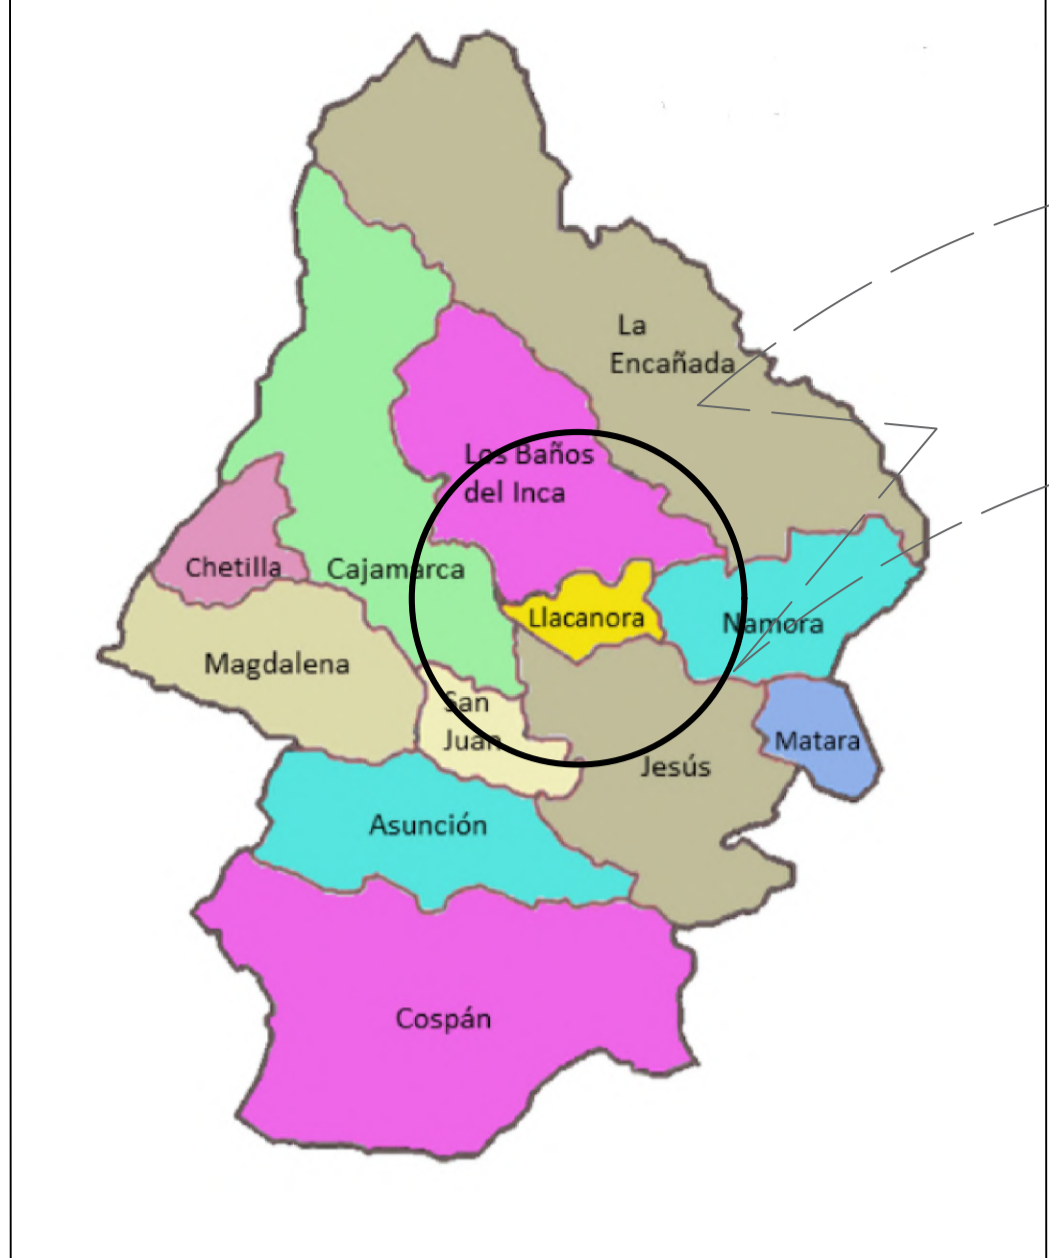 La
Encañada
Los Baños
del Inca
Chetilla
Cajamarca
Llacanora
Namora
Magdalena
San
Juan
Matara
Jesús
Asunción
Cospán